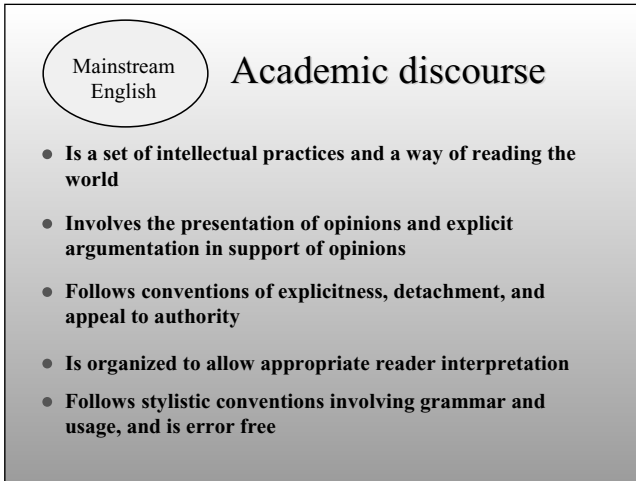 Mainstream
English
Academic discourse
● Is a set of intellectual practices and a way of reading the
world
● Involves the presentation of opinions and explicit
argumentation in support of opinions
● Follows conventions of explicitness, detachment, and
appeal to authority
● Is organized to allow appropriate reader interpretation
● Follows stylistic conventions involving grammar and
usage, and is error free